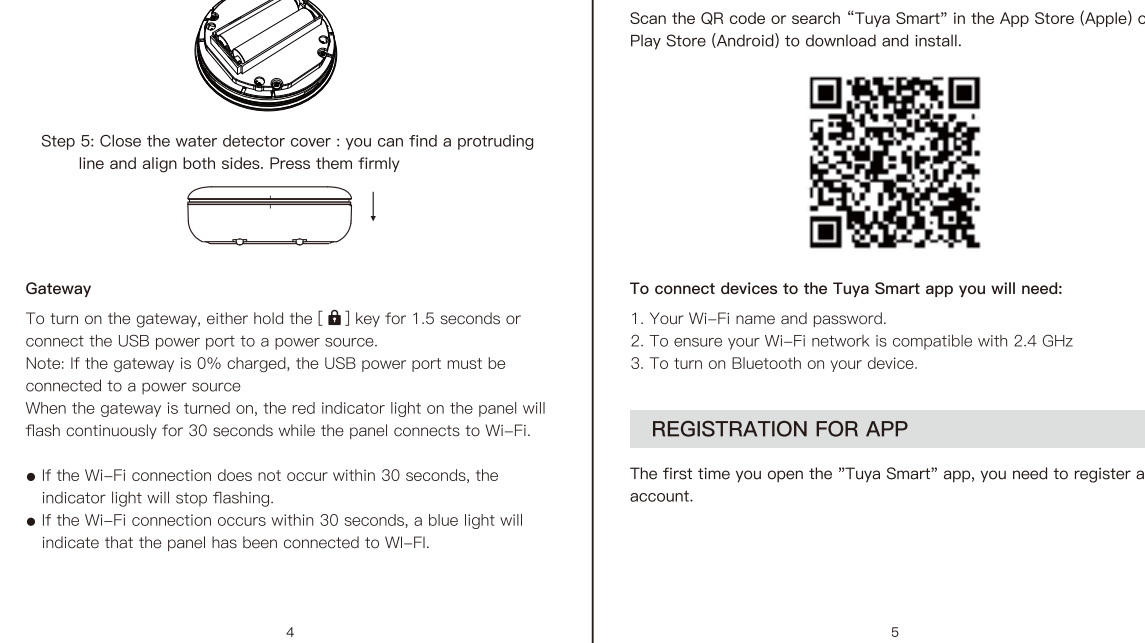 Step 5: Close the water detector cover : you can find a protruding
line and align both sides. Press them firmly
Gateway
To turn on the gateway, either hold the [ ] key for 1.5 seconds or
connect the USB power port to a power source.
Note: If the gateway is 0% charged, the USB power port must be
connected to a power source
When the gateway is turned on, the red indicator light on the panel will
flash continuously for 30 seconds while the panel connects to Wi–Fi.
● If the Wi–Fi connection does not occur within 30 seconds, the
indicator light will stop flashing.
● If the Wi–Fi connection occurs within 30 seconds, a blue light will
indicate that the panel has been connected to WI–FI.
4
Scan the QR code or search “Tuya Smart” in the App Store (Apple)
Play Store (Android) to download and install.
To connect devices to the Tuya Smart app you will need:
1. Your Wi–Fi name and password.
2. To ensure your Wi–Fi network is compatible with 2.4 GHz
3. To turn on Bluetooth on your device.
REGISTRATION FOR APP
The first time you open the ”Tuya Smart” app, you need to register a
account.
5